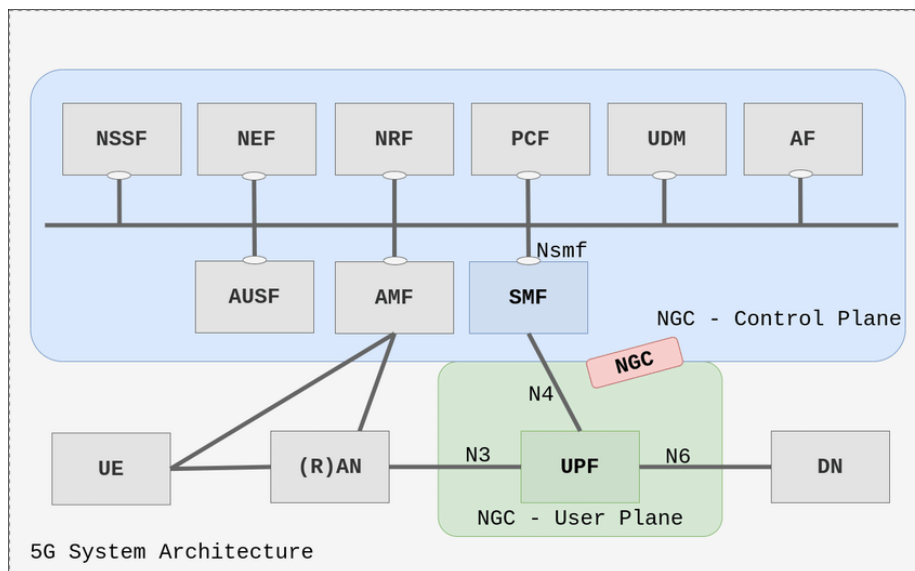 NSSF
NEF
NRF
PCF
UDM
AF
Nsmf
AUSF
AMF
SMF
NGC - Control Plane
NGC
N4
UE
(R)AN
N3
UPF
N6
DN
NGC - User Plane
5G System Architecture